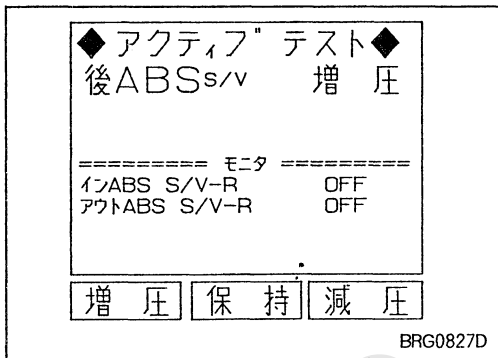 ◆アクティブ テスト◆
後ABS S/V 増 圧
========= モニタ =========
インABS S/V-R OFF
アウトABS S/V-R OFF
増 圧 保 持 減 圧
BRG0827D